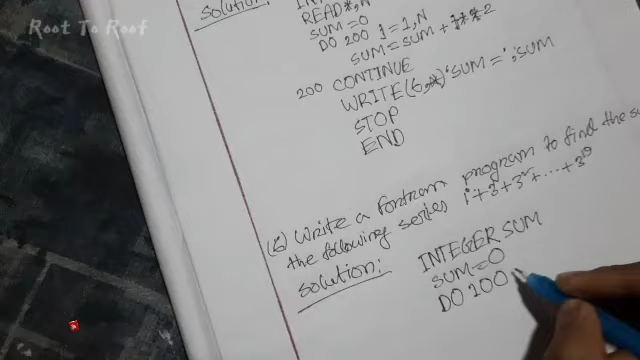 Root To Roof
Solution:
READ*,N
SUM=0
DO 200 I=1,N
SUM=SUM+I**2
200 CONTINUE
WRITE(6,*)'SUM=',SUM
STOP
END
(6) Write a fortran program to find the
the following series 1+3+3²+...+3¹⁰
Solution:
INTEGER SUM
SUM=0
DO 100